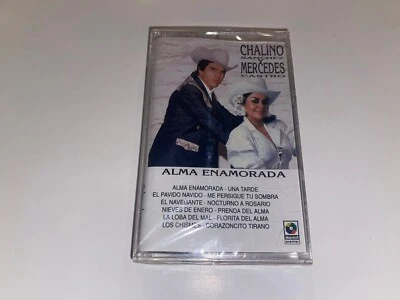 CHALINO
SANCHEZ
& MERCEDES
CASTRO
ALMA ENAMORADA
ALMA ENAMORADA · UNA TARDE
EL PAVIDO NAVIDO · ME PERSIGUE TU SOMBRA
EL NAVEGANTE · NOCTURNO A ROSARIO
NIEVES DE ENERO · PRENDA DEL ALMA
LA LOBA DEL MAL · FLORITA DEL ALMA
LOS CHISMES · CORAZONCITO TIRANO